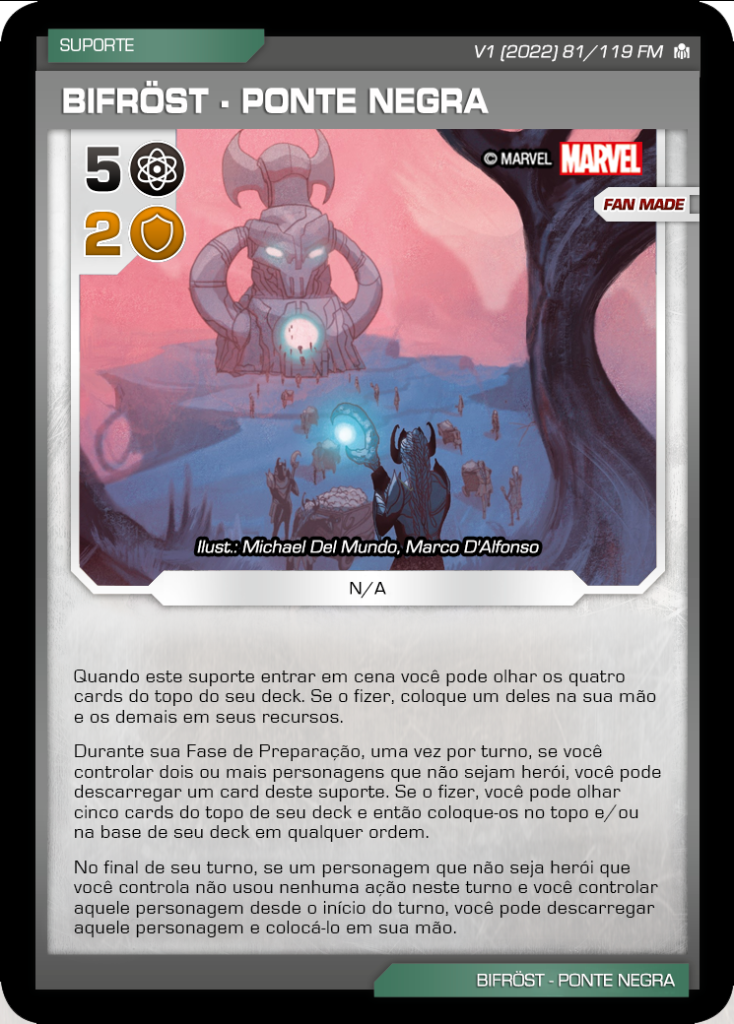 SUPORTE
V1 (2022) 81/119 FM
BIFRÖST - PONTE NEGRA
5
© MARVEL MARVEL
FAN MADE
2
Ilust.: Michael Del Mundo, Marco D'Alfonso
N/A
Quando este suporte entrar em cena você pode olhar os quatro
cards do topo do seu deck. Se o fizer, coloque um deles na sua mão
e os demais em seus recursos.
Durante sua Fase de Preparação, uma vez por turno, se você
controlar dois ou mais personagens que não sejam herói, você pode
descarregar um card deste suporte. Se o fizer, você pode olhar
cinco cards do topo de seu deck e então coloque-os no topo e/ou
na base de seu deck em qualquer ordem.
No final de seu turno, se um personagem que não seja herói que
você controla não usou nenhuma ação neste turno e você controlar
aquele personagem desde o início do turno, você pode descarregar
aquele personagem e colocá-lo em sua mão.
BIFRÖST - PONTE NEGRA